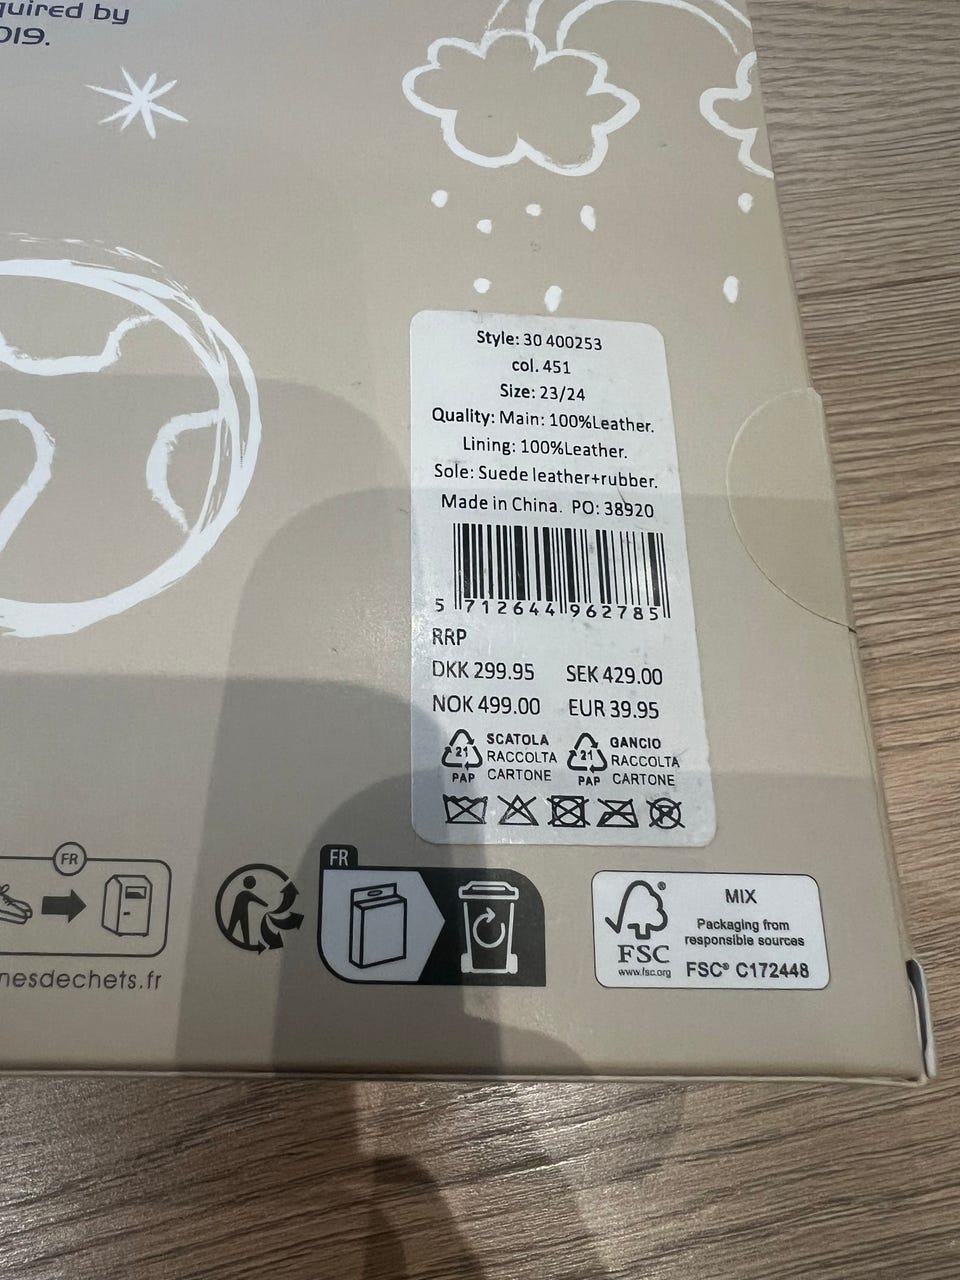 quired by
019.
Style: 30 400253
col. 451
Size: 23/24
Quality: Main: 100%Leather.
Lining: 100%Leather.
Sole: Suede leather+rubber.
Made in China. PO: 38920
5 712644 962785
RRP
DKK 299.95 SEK 429.00
NOK 499.00 EUR 39.95
21 PAP
SCATOLA
RACCOLTA
CARTONE
21 PAP
GANCIO
RACCOLTA
CARTONE
P
FR
nesdechets.fr
FR
FSC®
www.fsc.org
MIX
Packaging from
responsible sources
FSC® C172448